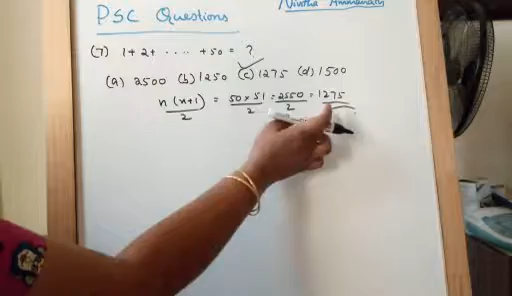 PSC Questions
(7) 1+2+ ..... +50 = ?
(a) 2500 (b) 1250 (c) 1275 (d) 1500
n(n+1)/2 = 50×51/2 = 2550/2 = 1275